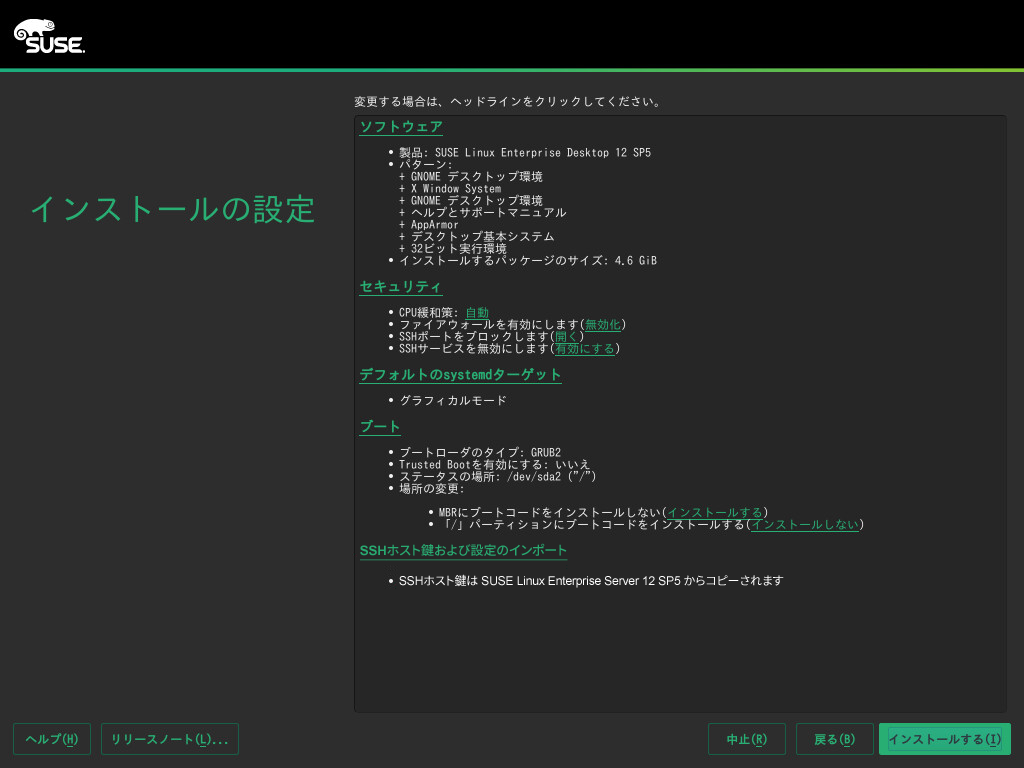 SUSE.
変更する場合は、ヘッドラインをクリックしてください。
インストールの設定
ソフトウェア
• 製品: SUSE Linux Enterprise Desktop 12 SP5
• パターン:
+ GNOME デスクトップ環境
+ X Window System
+ GNOME デスクトップ環境
+ ヘルプとサポートマニュアル
+ AppArmor
+ デスクトップ基本システム
+ 32ビット実行環境
• インストールするパッケージのサイズ: 4.6 GiB
セキュリティ
• CPU緩和策: 自動
• ファイアウォールを有効にします(無効化)
• SSHポートをブロックします(開く)
• SSHサービスを無効にします(有効にする)
デフォルトのsystemdターゲット
• グラフィカルモード
ブート
• ブートローダのタイプ: GRUB2
• Trusted Bootを有効にする: いいえ
• ステータスの場所: /dev/sda2 ("/")
• 場所の変更:
• MBRにブートコードをインストールしない(インストールする)
• 「/」パーティションにブートコードをインストールする(インストールしない)
SSHホスト鍵および設定のインポート
• SSHホスト鍵は SUSE Linux Enterprise Server 12 SP5 からコピーされます
ヘルプ(H)
リリースノート(L)...
中止(R)
戻る(B)
インストールする(I)